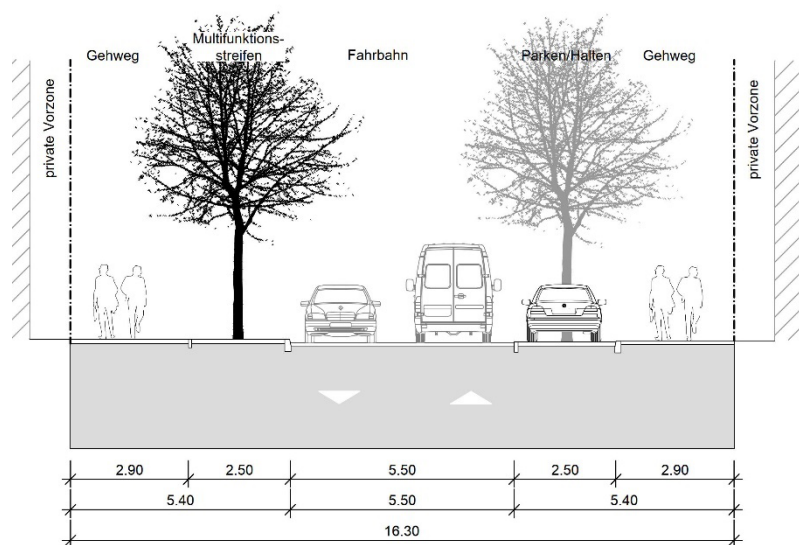 Gehweg
Multifunktions-
streifen
Fahrbahn
Parken/Halten
Gehweg
private Vorzone
private Vorzone
2.90 2.50 5.50 2.50 2.90
5.40 5.50 5.40
16.30